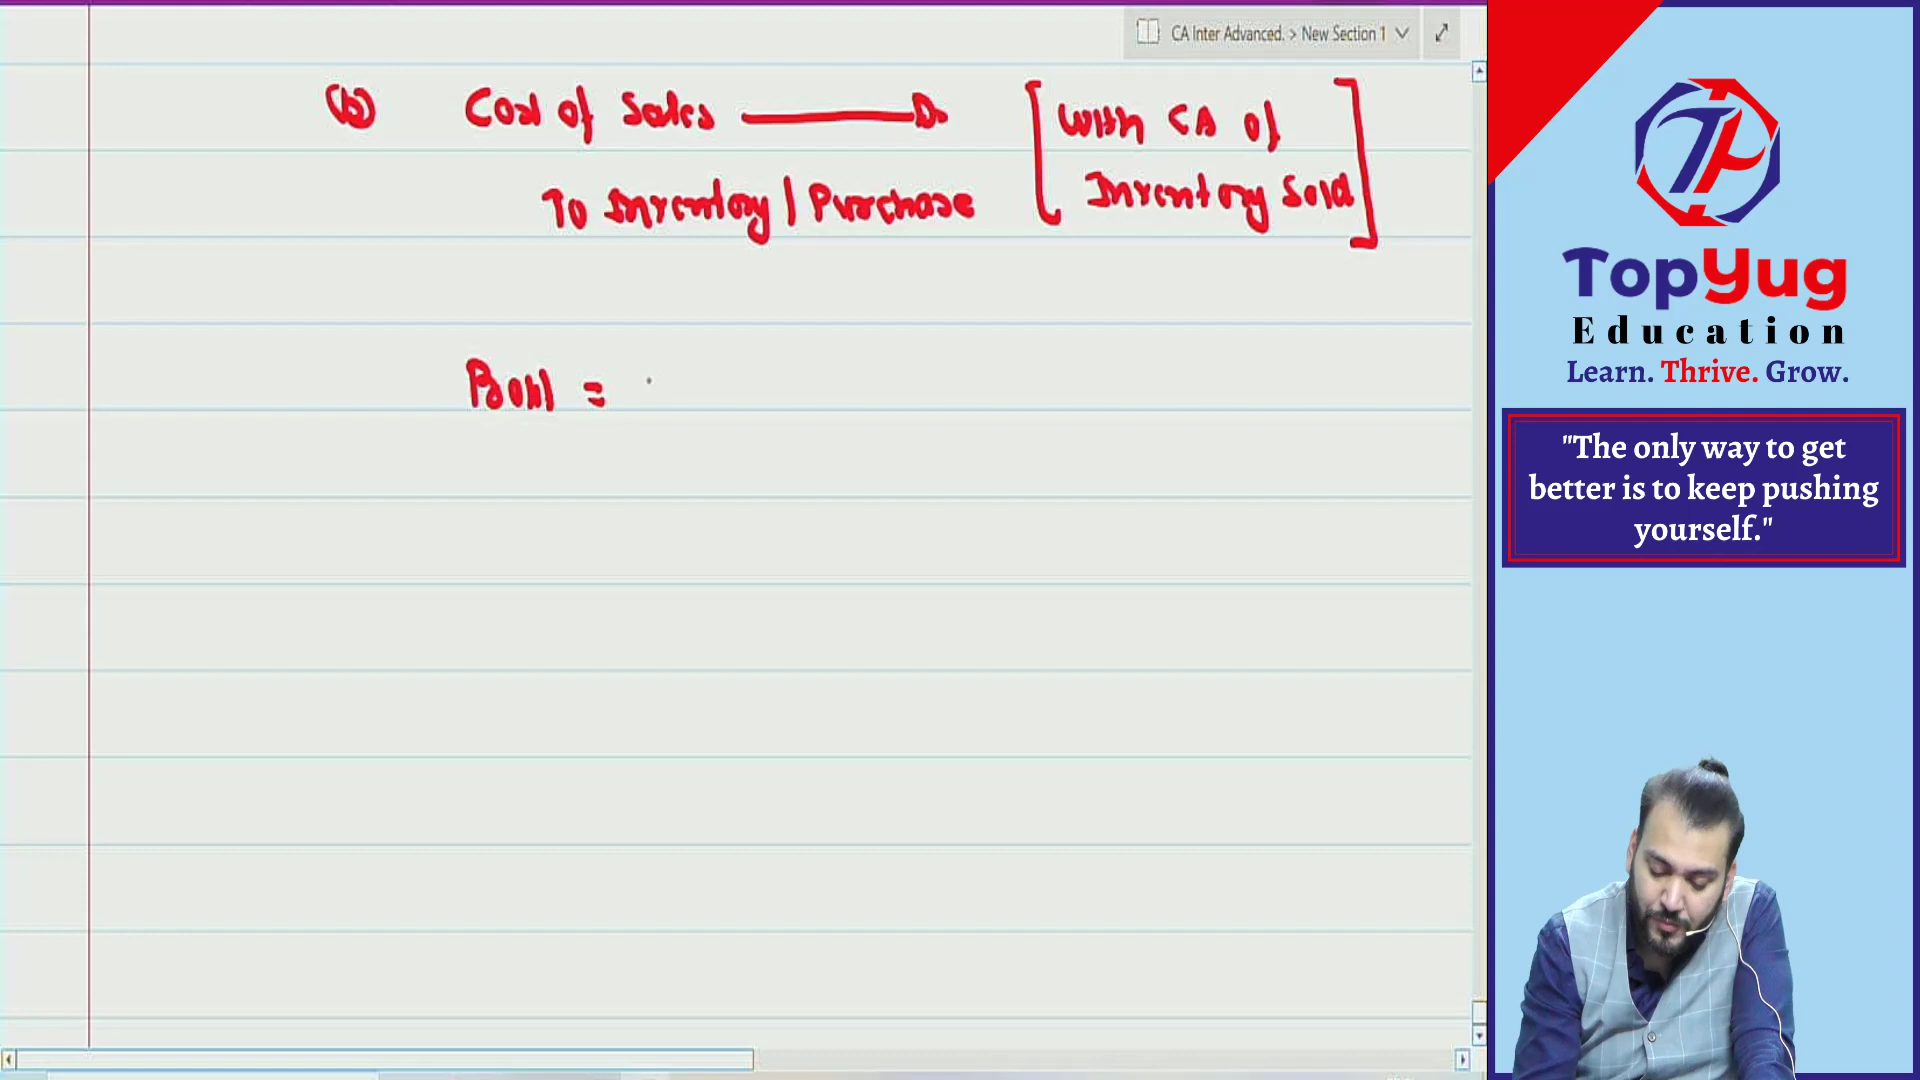 CA Inter Advanced. > New Section 1
(b) Cost of Sales Dr
To Inventory / Purchase
[With CA of
Inventory Sold]
=
TopYug
Education
Learn. Thrive. Grow.
"The only way to get
better is to keep pushing
yourself."